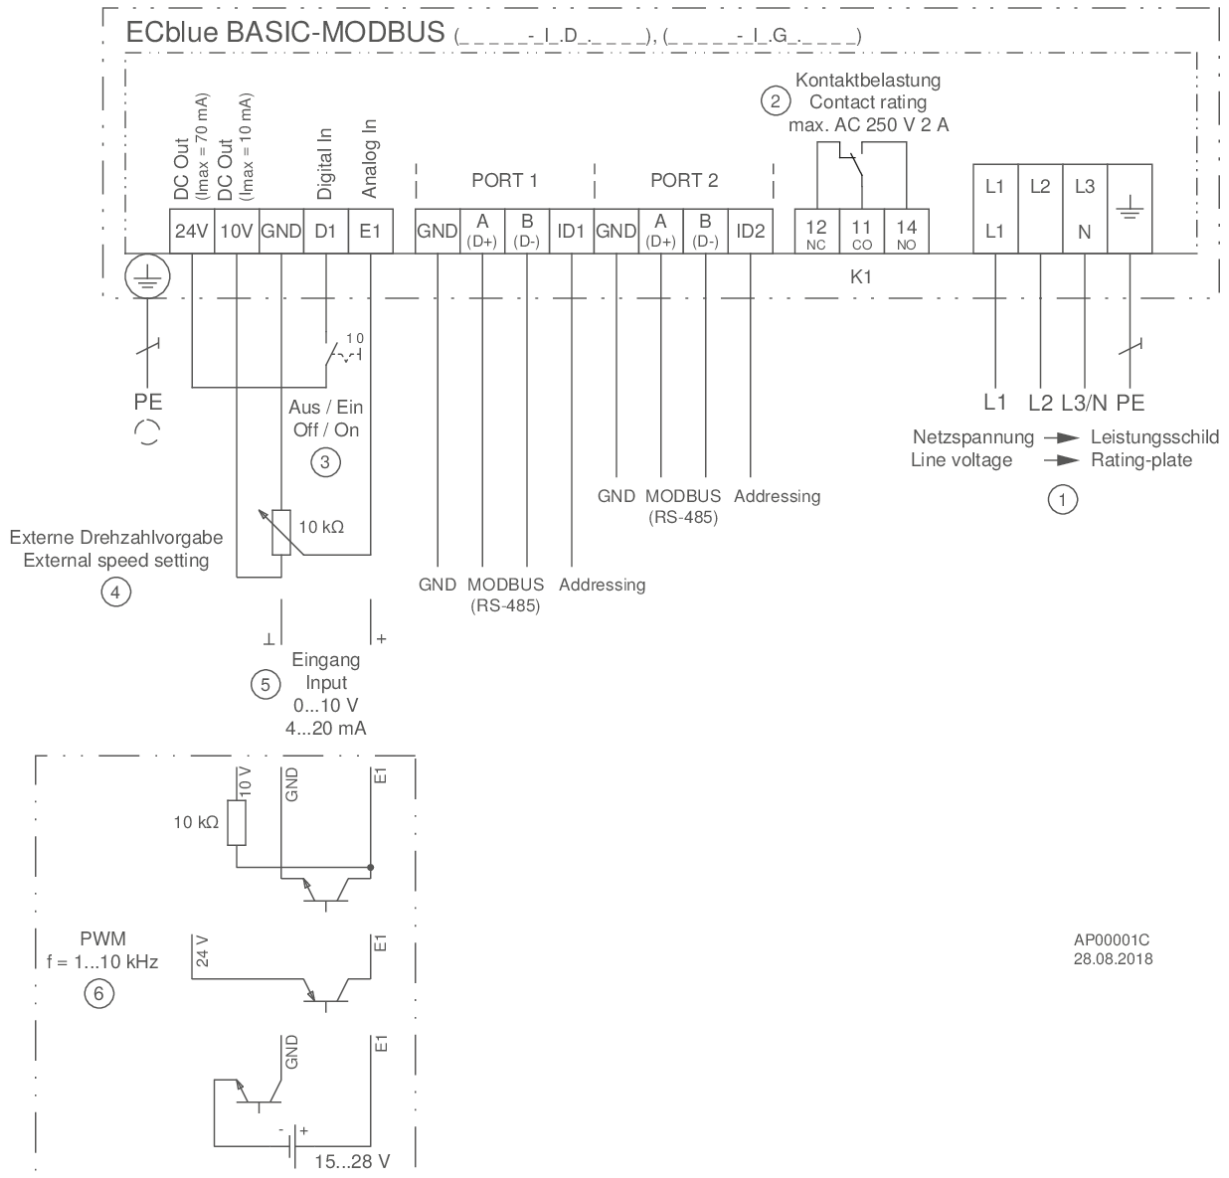 ECblue BASIC-MODBUS (_ _ _ _ _-_I_.D_._ _ _ _), (_ _ _ _ _-_I_.G_._ _ _ _)
DC Out
(Imax = 70 mA)
DC Out
(Imax = 10 mA)
Digital In
Analog In
2
Kontaktbelastung
Contact rating
max. AC 250 V 2 A
PORT 1
PORT 2
24V 10V GND D1 E1
GND A (D+) B (D-) ID1 GND A (D+) B (D-) ID2
12 NC 11 CO 14 NO
K1
L1 L2 L3
L1 N
1 0
PE
Aus / Ein
Off / On
3
L1 L2 L3/N PE
Netzspannung Leistungsschild
Line voltage Rating-plate
1
GND MODBUS (RS-485) Addressing
10 kΩ
Externe Drehzahlvorgabe
External speed setting
4
GND MODBUS (RS-485) Addressing
⊥ +
5
Eingang
Input
0...10 V
4...20 mA
10 V GND E1
10 kΩ
PWM
f = 1...10 kHz
6
24 V E1
GND E1
- +
15...28 V
AP00001C
28.08.2018